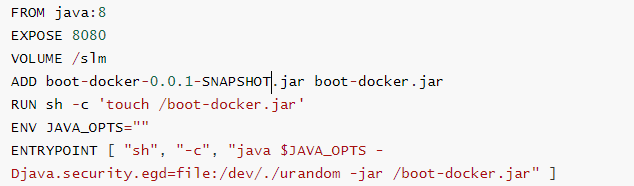 FROM java:8
EXPOSE 8080
VOLUME /slm
ADD boot-docker-0.0.1-SNAPSHOT.jar boot-docker.jar
RUN sh -c 'touch /boot-docker.jar'
ENV JAVA_OPTS=""
ENTRYPOINT [ "sh", "-c", "java $JAVA_OPTS -
Djava.security.egd=file:/dev/./urandom -jar /boot-docker.jar" ]